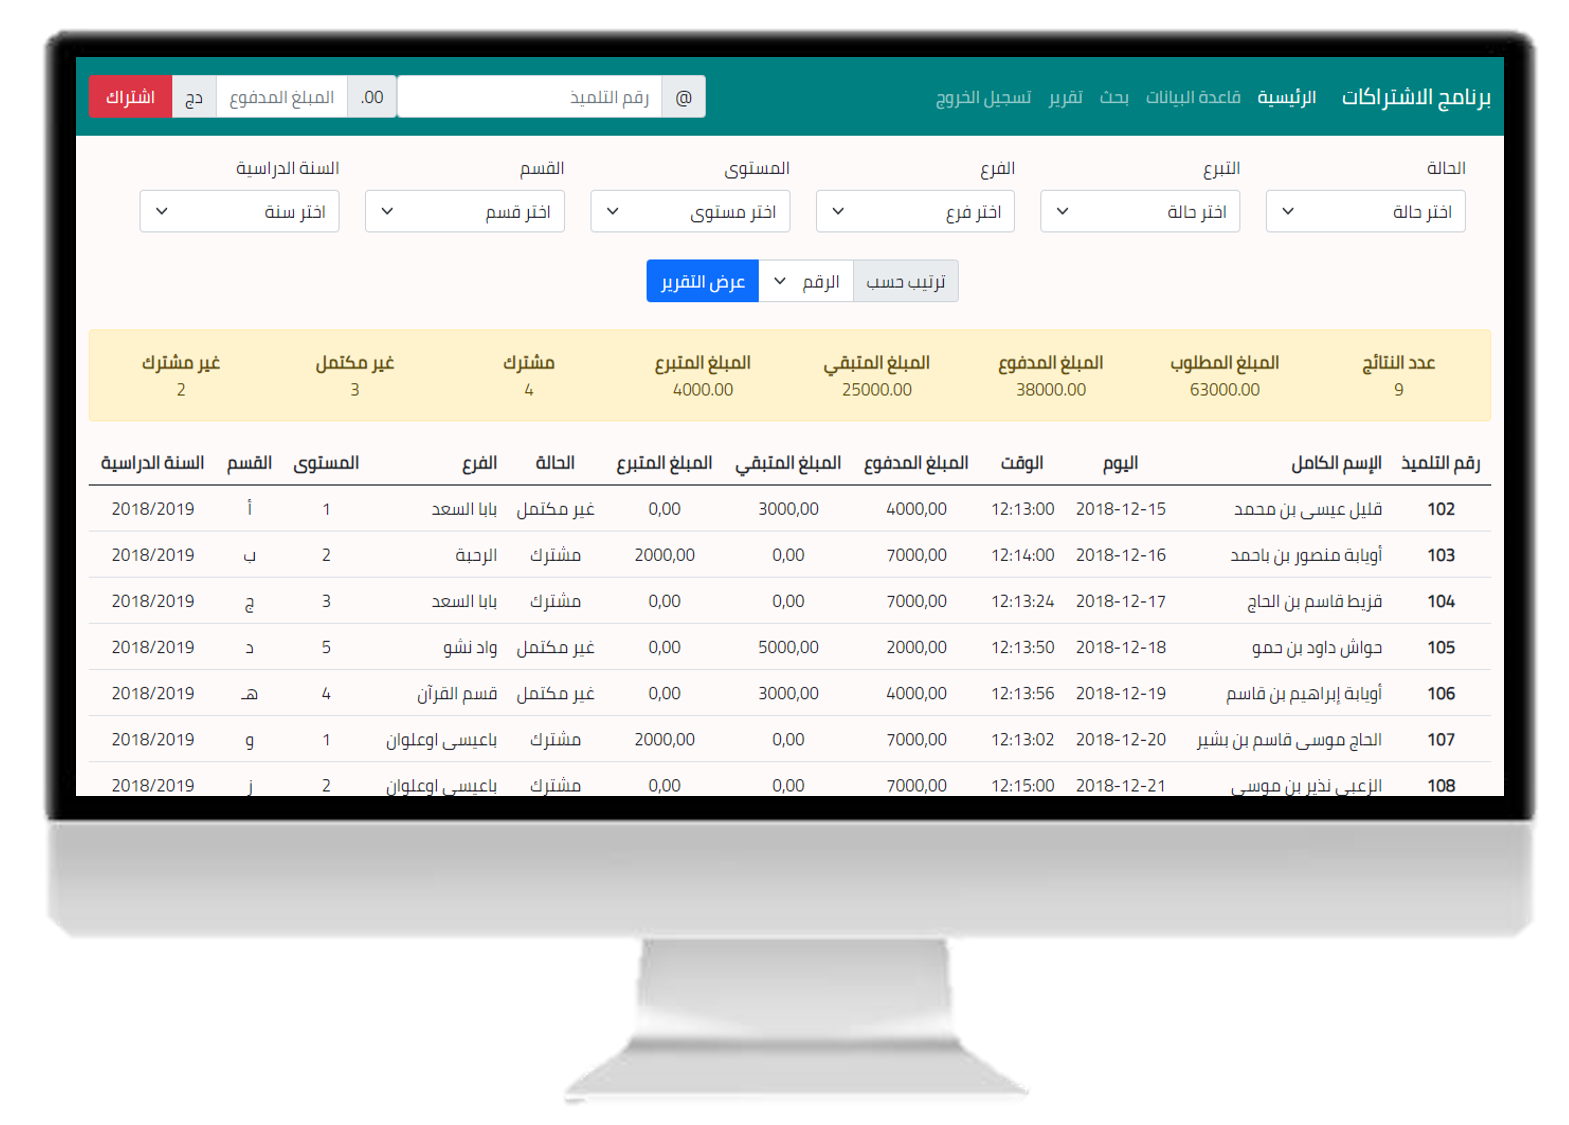 برنامج الاشتراكات الرئيسية قاعدة البيانات بحث تقرير تسجيل الخروج @ رقم التلميذ .00 المبلغ المدفوع دج اشتراك
الحالة التبرع الفرع المستوى القسم السنة الدراسية
اختر حالة اختر حالة اختر فرع اختر مستوى اختر قسم اختر سنة
ترتيب حسب الرقم عرض التقرير
عدد النتائج المبلغ المطلوب المبلغ المدفوع المبلغ المتبقي المبلغ المتبرع مشترك غير مكتمل غير مشترك
9 63000.00 38000.00 25000.00 4000.00 4 3 2
رقم التلميذ الإسم الكامل اليوم الوقت المبلغ المدفوع المبلغ المتبقي المبلغ المتبرع الحالة الفرع المستوى القسم السنة الدراسية
102 قليل عيسى بن محمد 2018-12-15 12:13:00 4000,00 3000,00 0,00 غير مكتمل بابا السعد 1 أ 2018/2019
103 أويابة منصور بن باحمد 2018-12-16 12:14:00 7000,00 0,00 2000,00 مشترك الرحبة 2 ب 2018/2019
104 قزيط قاسم بن الحاج 2018-12-17 12:13:24 7000,00 0,00 0,00 مشترك بابا السعد 3 ج 2018/2019
105 حواش داود بن حمو 2018-12-18 12:13:50 2000,00 5000,00 0,00 غير مكتمل واد نشو 5 د 2018/2019
106 أويابة إبراهيم بن قاسم 2018-12-19 12:13:56 4000,00 3000,00 0,00 غير مكتمل قسم القرآن 4 هـ 2018/2019
107 الحاج موسى قاسم بن بشير 2018-12-20 12:13:02 7000,00 0,00 2000,00 مشترك باعيسى اوعلوان 1 و 2018/2019
108 الزعبي نذير بن موسى 2018-12-21 12:15:00 7000,00 0,00 0,00 مشترك باعيسى اوعلوان 2 ز 2018/2019